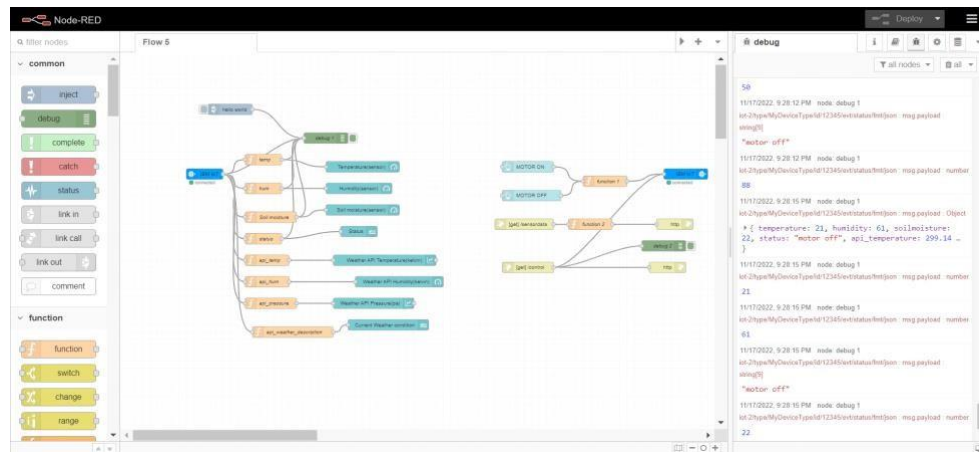 Node-RED
Deploy
filter nodes
Flow 5
debug
all nodes
all
common
inject
debug
complete
catch
status
link in
link call
link out
comment
function
function
switch
change
range
Hello world
debug 1
IBM IoT
connected
temp
hum
Soil moisture
status
api_temp
api_hum
api_pressure
api_weather_description
Temperature(sensor)
Humidity(sensor)
Soil moisture(sensor)
Status
Weather API Temperature(kelvin)
Weather API Pressure(pa)
Current Weather condition
MOTOR ON
MOTOR OFF
function 1
IBM IoT
connected
[get] /sensordata
function 2
http
debug 2
[get] /control
http
50
11/17/2022, 9:28:12 PM node: debug 1
iot-2/type/MyDeviceType/id/12345/evt/status/fmt/json : msg.payload :
string[9]
"motor off"
11/17/2022, 9:28:12 PM node: debug 1
iot-2/type/MyDeviceType/id/12345/evt/status/fmt/json : msg.payload : number
88
11/17/2022, 9:28:15 PM node: debug 1
iot-2/type/MyDeviceType/id/12345/evt/status/fmt/json : msg.payload : Object
{ temperature: 21, humidity: 61, soilmoisture:
22, status: "motor off", api_temperature: 299.14 …
}
11/17/2022, 9:28:15 PM node: debug 1
iot-2/type/MyDeviceType/id/12345/evt/status/fmt/json : msg.payload : number
21
11/17/2022, 9:28:15 PM node: debug 1
iot-2/type/MyDeviceType/id/12345/evt/status/fmt/json : msg.payload : number
61
11/17/2022, 9:28:15 PM node: debug 1
iot-2/type/MyDeviceType/id/12345/evt/status/fmt/json : msg.payload :
string[9]
"motor off"
11/17/2022, 9:28:15 PM node: debug 1
iot-2/type/MyDeviceType/id/12345/evt/status/fmt/json : msg.payload : number
22